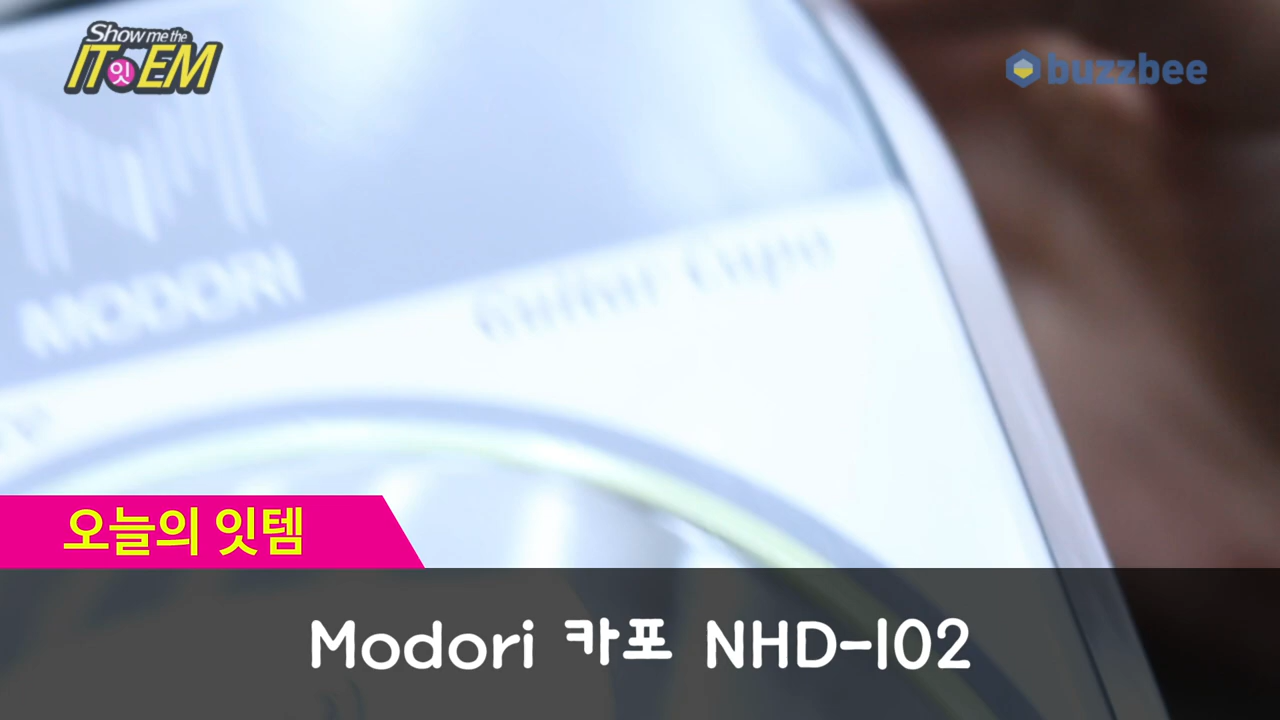 Show me the
IT잇EM
buzzbee
MODORI
Guitar Capo
오늘의 잇템
Modori 카포 NHD-102